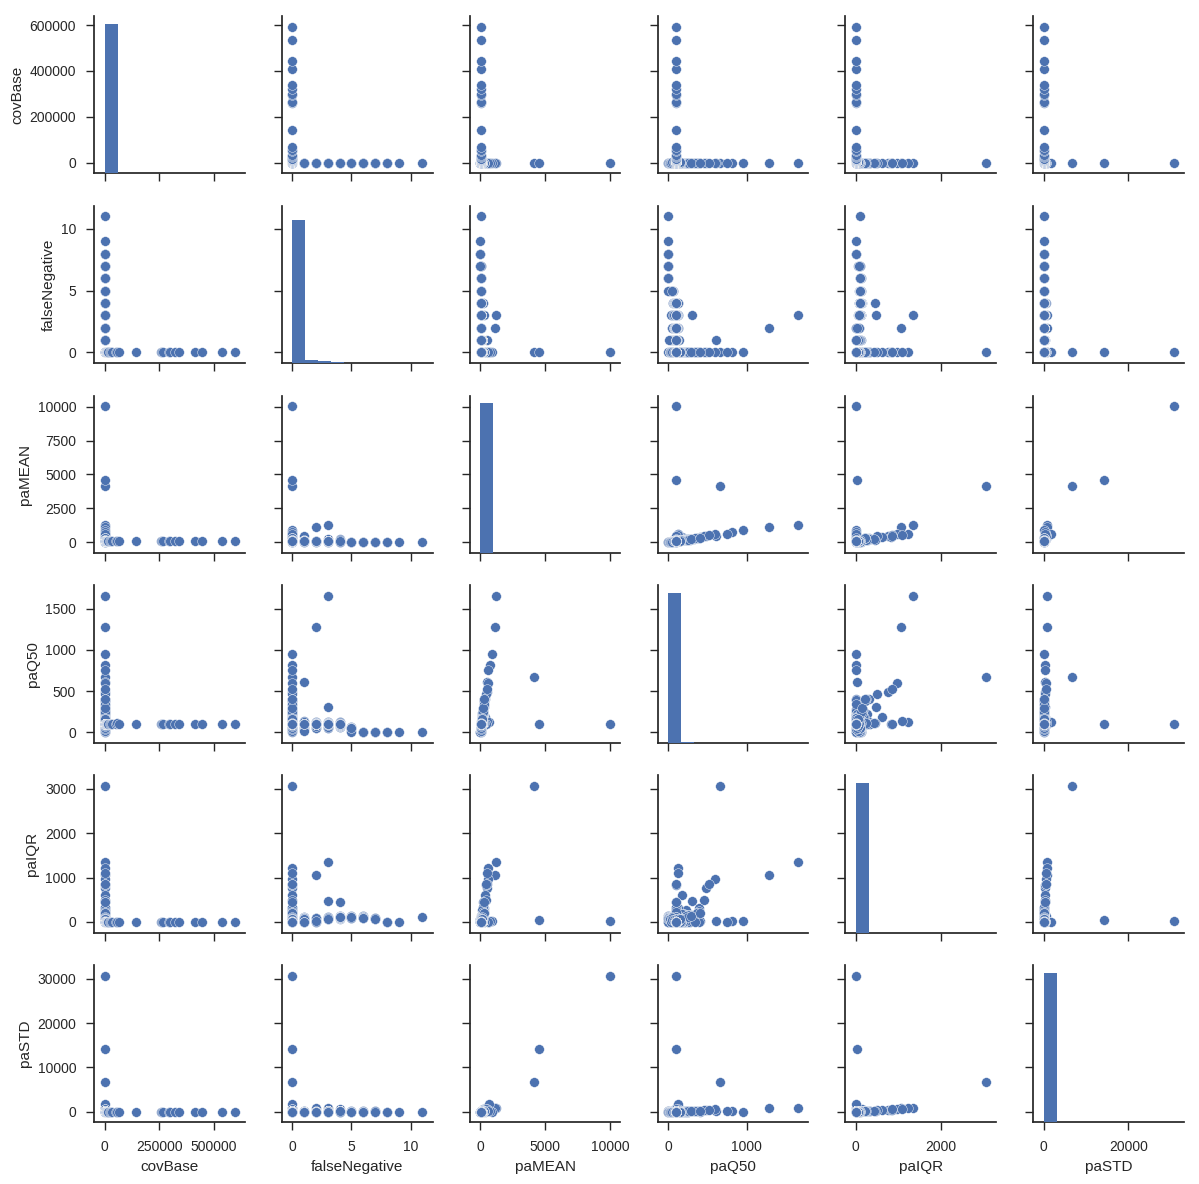 600000
400000
200000
0
covBase
10
5
0
falseNegative
10000
7500
5000
2500
0
paMEAN
1500
1000
500
0
paQ50
3000
2000
1000
0
paIQR
30000
20000
10000
0
paSTD
0 250000 500000
0 5 10
0 5000 10000
0 1000
0 2000
0 20000
covBase falseNegative paMEAN paQ50 paIQR paSTD